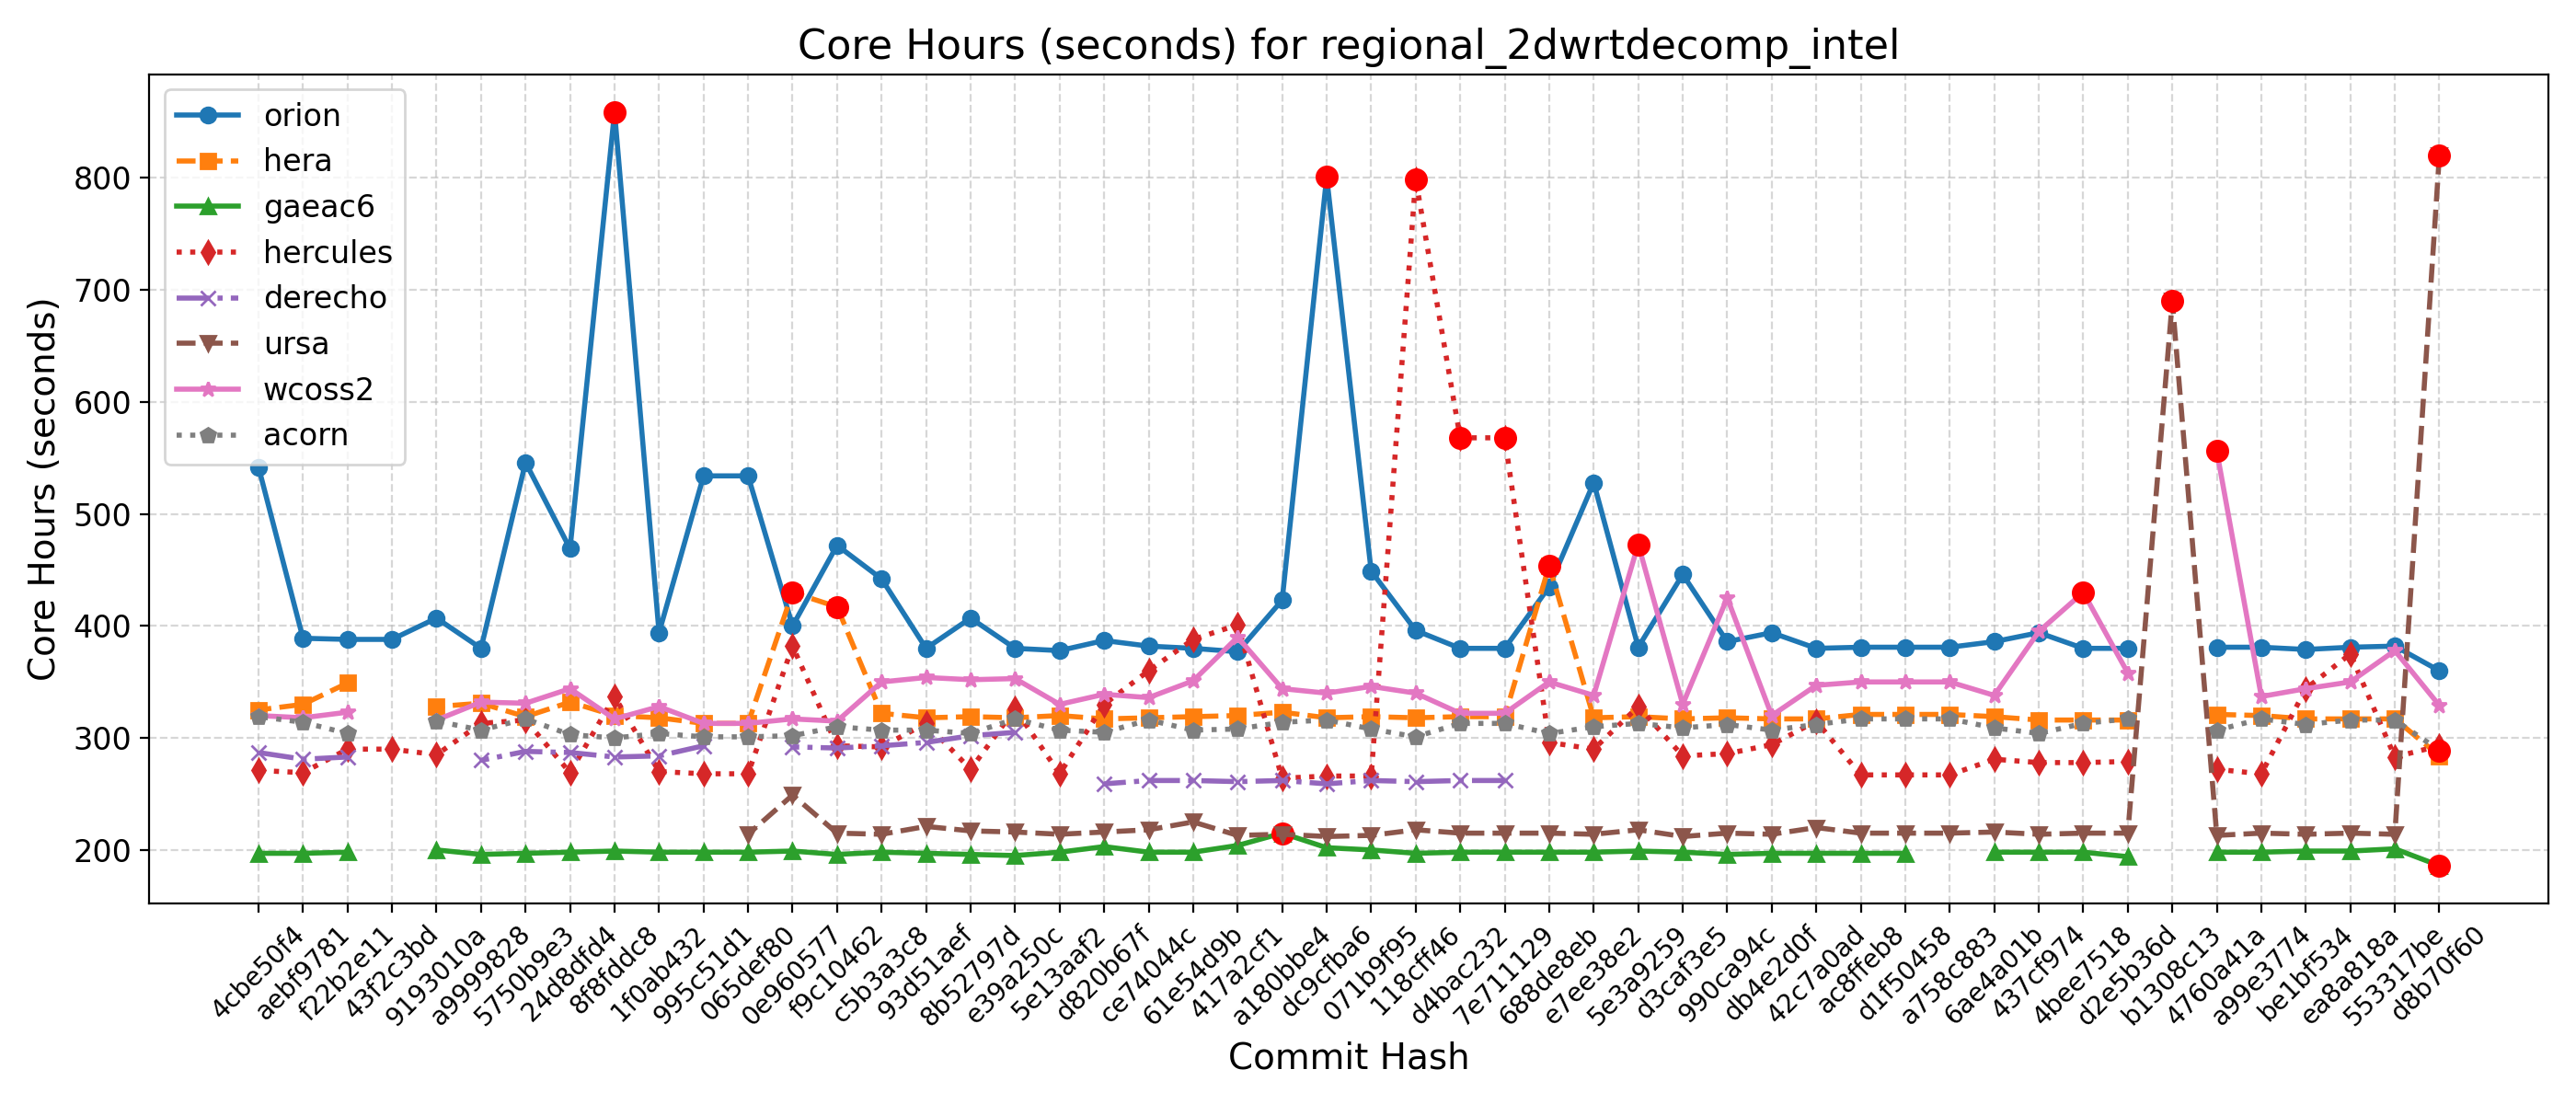 Core Hours (seconds) for regional_2dwrtdecomp_intel
Core Hours (seconds)
800
700
600
500
400
300
200
orion
hera
gaeac6
hercules
derecho
ursa
wcoss2
acorn
4cbe50f4
aebf9781
f22b2e11
43f2c3bd
9193010a
a9999828
5750b9e3
24d8dfd4
8f8fddc8
1f0ab432
995c51d1
065def80
0e960577
f9c10462
c5b3a3c8
93d51aef
8b52797d
e39a250c
5e13aaf2
d820b67f
ce74044c
61e54d9b
417a2cf1
a180bbe4
dc9cfba6
071b9f95
118cff46
d4bac232
7e711129
688de8eb
e7ee38e2
5e3a9259
d3caf3e5
990ca94c
db4e2d0f
42c7a0ad
ac8ffeb8
d1f50458
a758c883
6ae4a01b
437cf974
4bee7518
d2e5b36d
b1308c13
4760a41a
a99e3774
be1bf534
ea8a818a
553317be
d8b70f60
Commit Hash